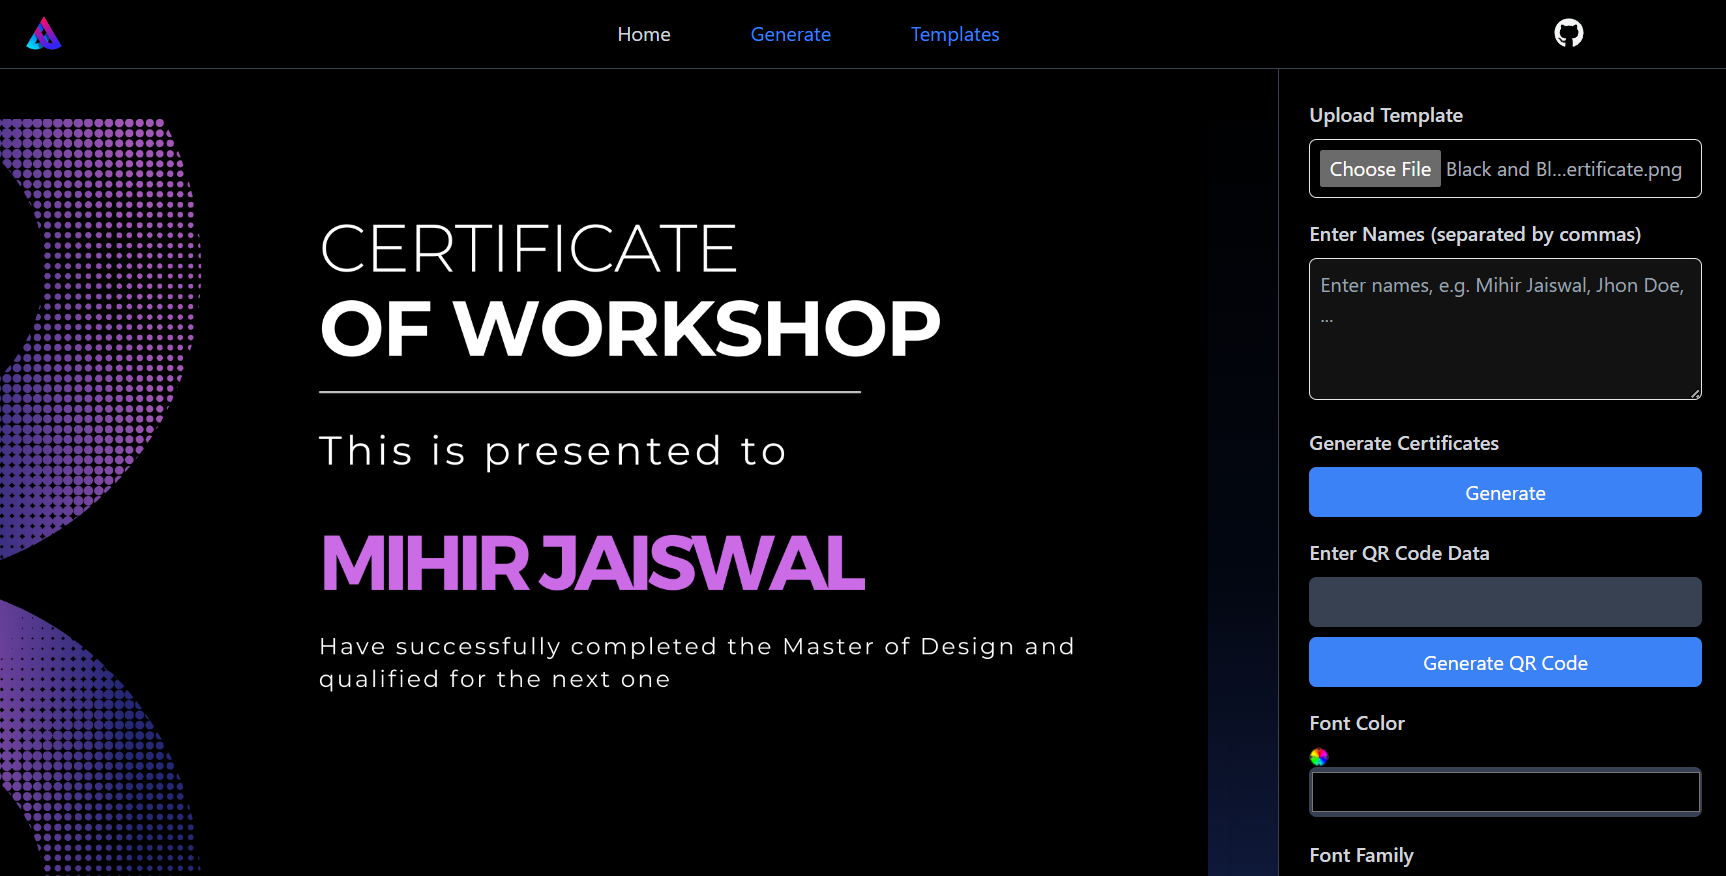 Home
Generate
Templates
CERTIFICATE
OF WORKSHOP
This is presented to
MIHIR JAISWAL
Have successfully completed the Master of Design and
qualified for the next one
Upload Template
Choose File Black and Bl...ertificate.png
Enter Names (separated by commas)
Enter names, e.g. Mihir Jaiswal, Jhon Doe,
...
Generate Certificates
Generate
Enter QR Code Data
Generate QR Code
Font Color
Font Family